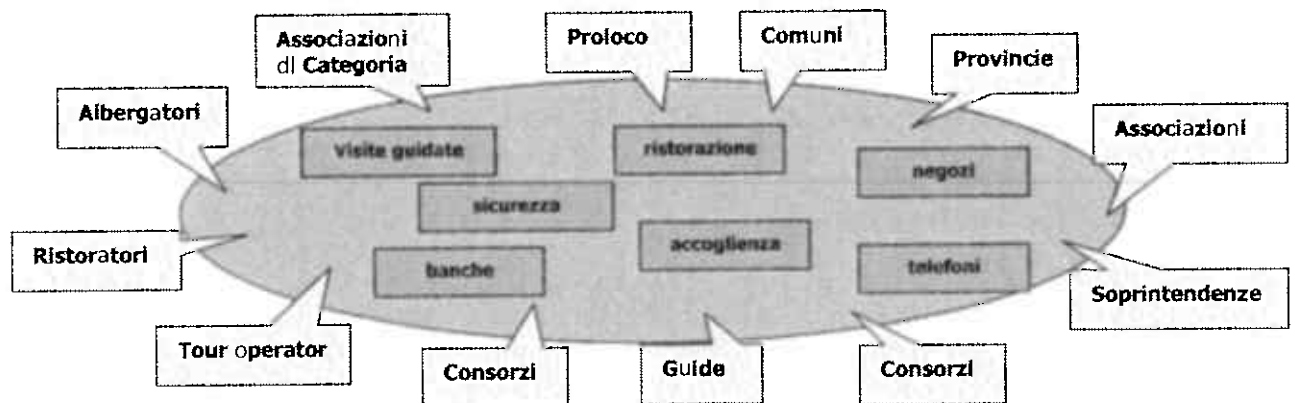 Associazioni
di Categoria
Proloco
Comuni
Provincie
Albergatori
Associazioni
Visite guidate
ristorazione
negozi
sicurezza
accoglienza
Ristoratori
banche
telefoni
Soprintendenze
Tour operator
Consorzi
Guide
Consorzi